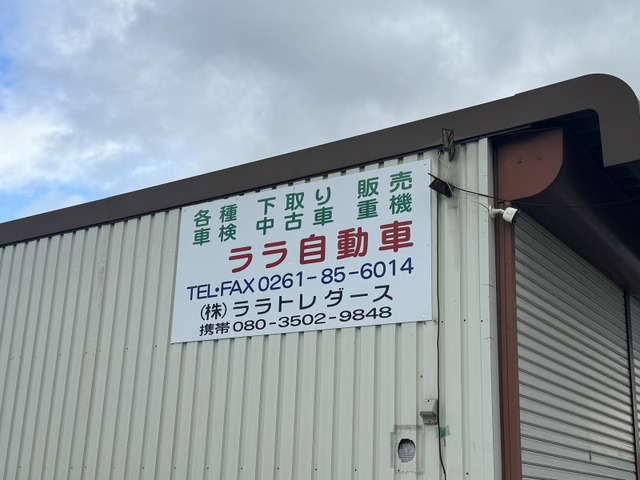 各種 下取り 販売
車検 中古車 重機
ララ自動車
TEL・FAX 0261-85-6014
(株)ララトレダース
携帯 080-3502-9848